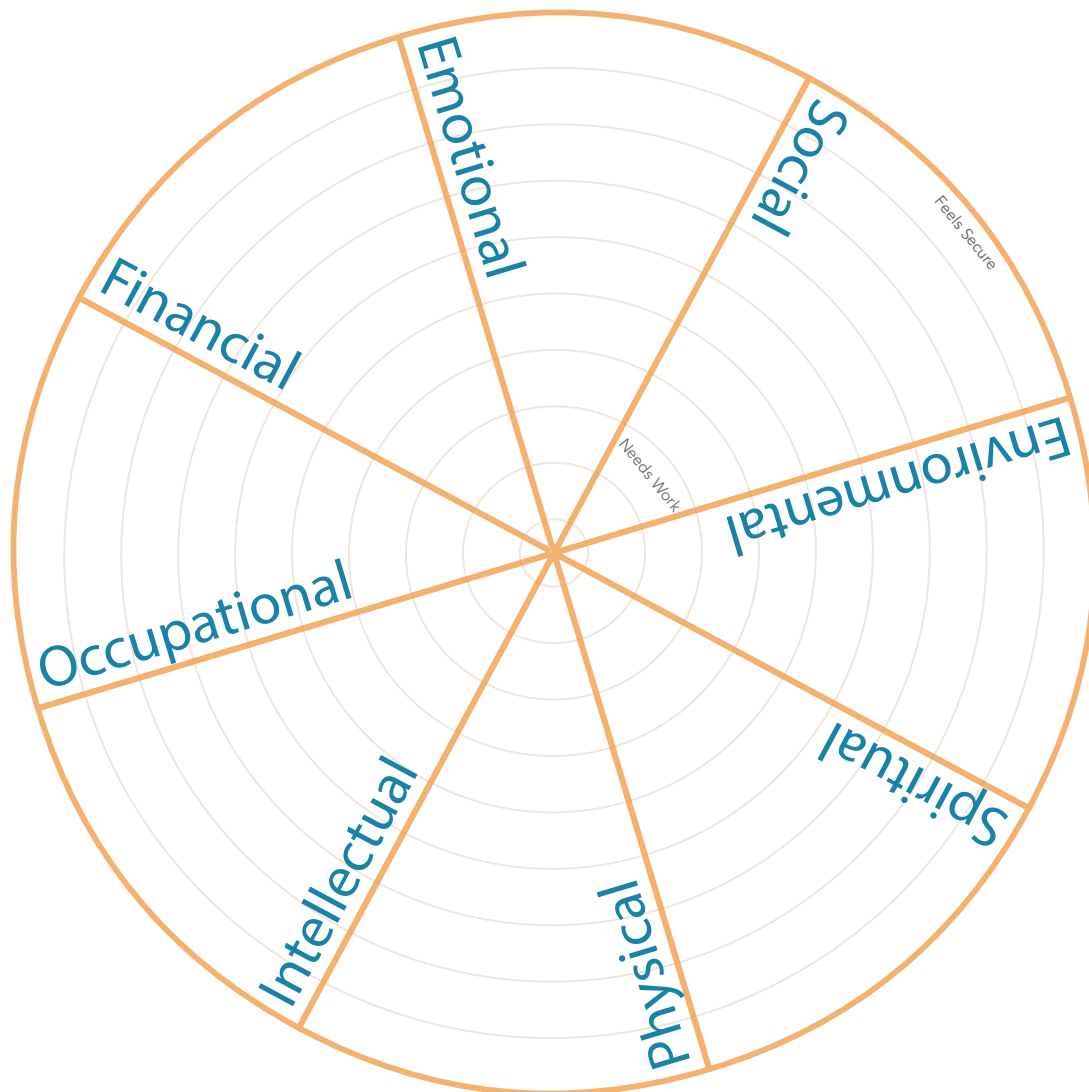 Emotional
Social
Feels Secure
Needs Work
Environmental
Spiritual
Physical
Intellectual
Occupational
Financial